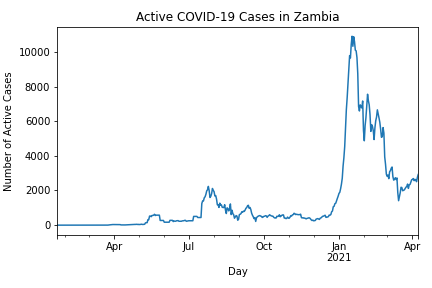 Active COVID-19 Cases in Zambia
Number of Active Cases
10000
8000
6000
4000
2000
0
Apr
Jul
Oct
Jan
2021
Apr
Day